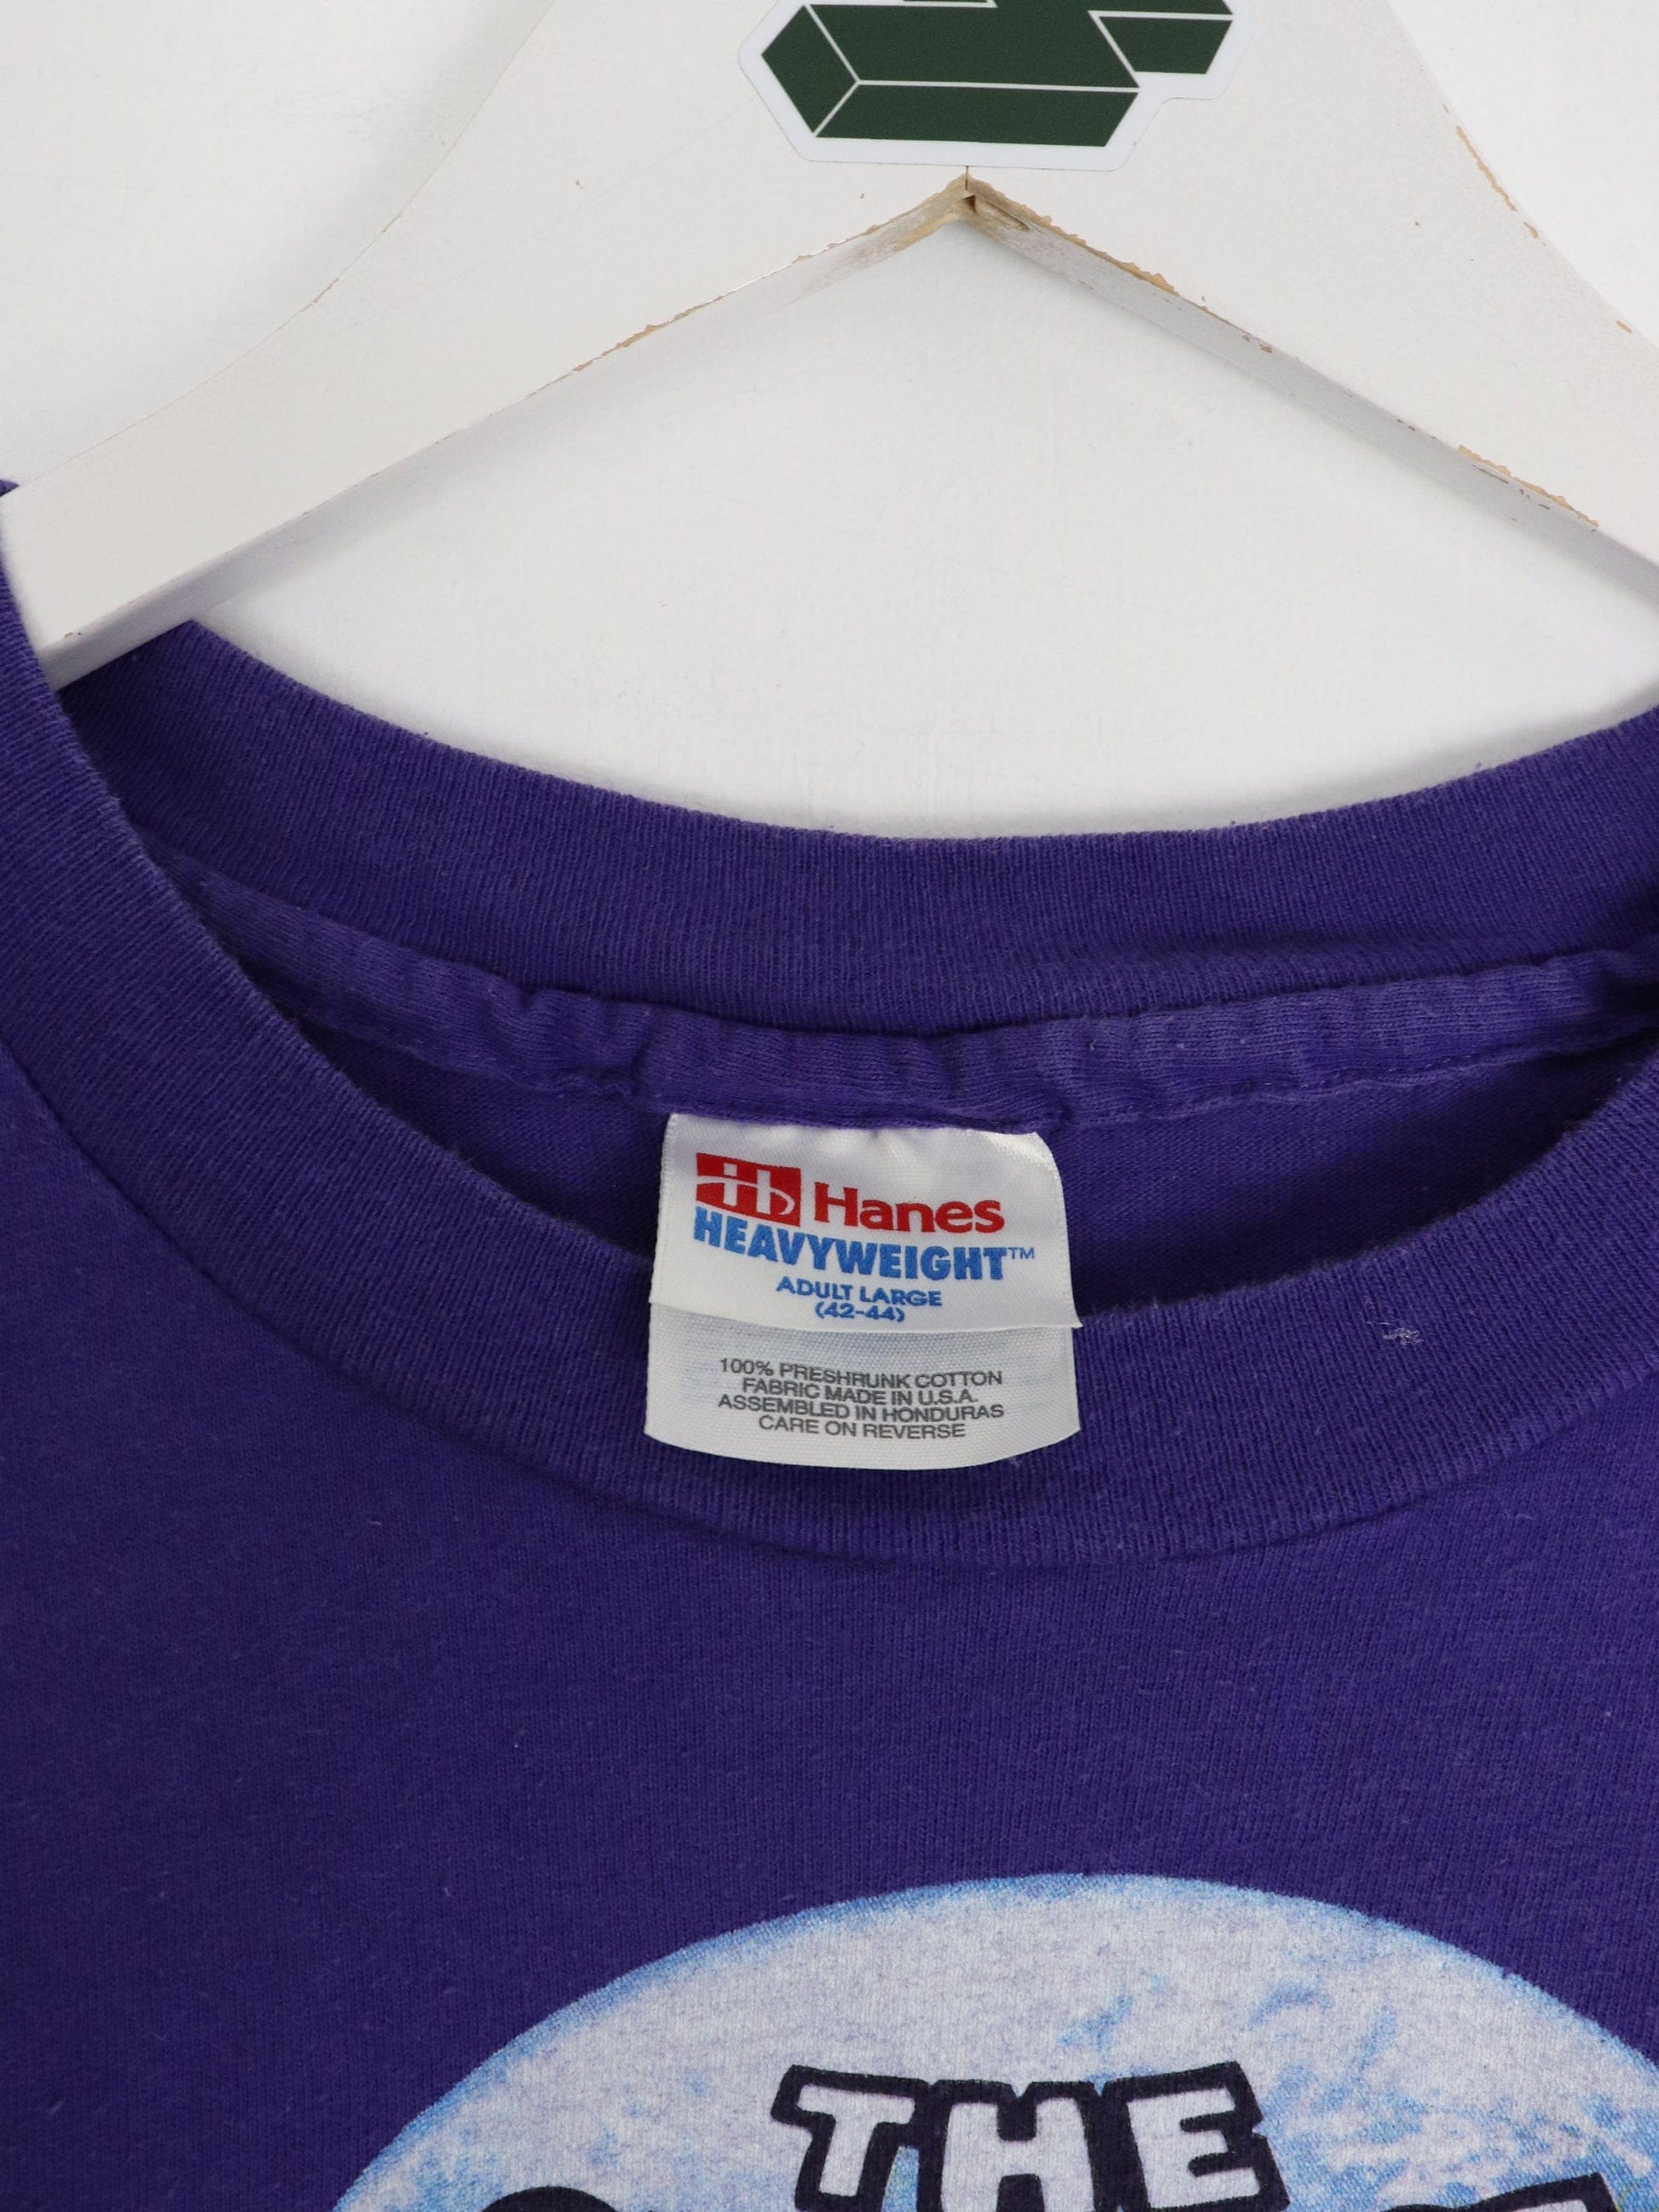 Hanes
HEAVYWEIGHT™
ADULT LARGE
(42-44)
100% PRESHRUNK COTTON
FABRIC MADE IN U.S.A.
ASSEMBLED IN HONDURAS
CARE ON REVERSE
THE